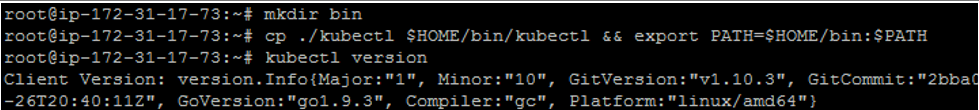 root@ip-172-31-17-73:~# mkdir bin
root@ip-172-31-17-73:~# cp ./kubectl $HOME/bin/kubectl && export PATH=$HOME/bin:$PATH
root@ip-172-31-17-73:~# kubectl version
Client Version: version.Info{Major:"1", Minor:"10", GitVersion:"v1.10.3", GitCommit:"2bba0
-26T20:40:11Z", GoVersion:"go1.9.3", Compiler:"gc", Platform:"linux/amd64"}